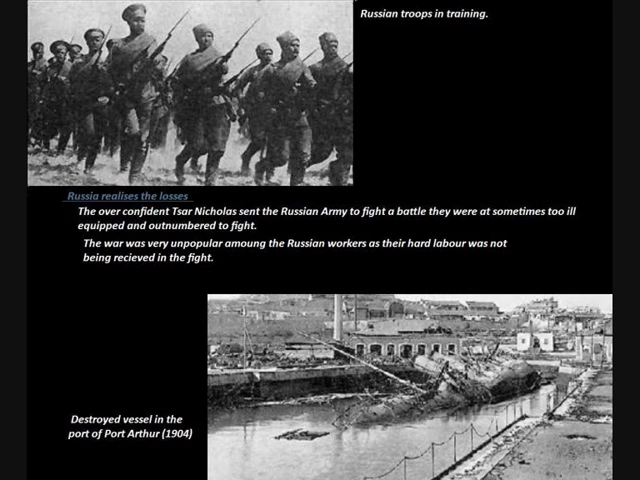 Russian troops in training.
Russia realises the losses
The over confident Tsar Nicholas sent the Russian Army to fight a battle they were at sometimes too ill
equipped and outnumbered to fight.
The war was very unpopular amoung the Russian workers as their hard labour was not
being recieved in the fight.
Destroyed vessel in the
port of Port Arthur (1904)